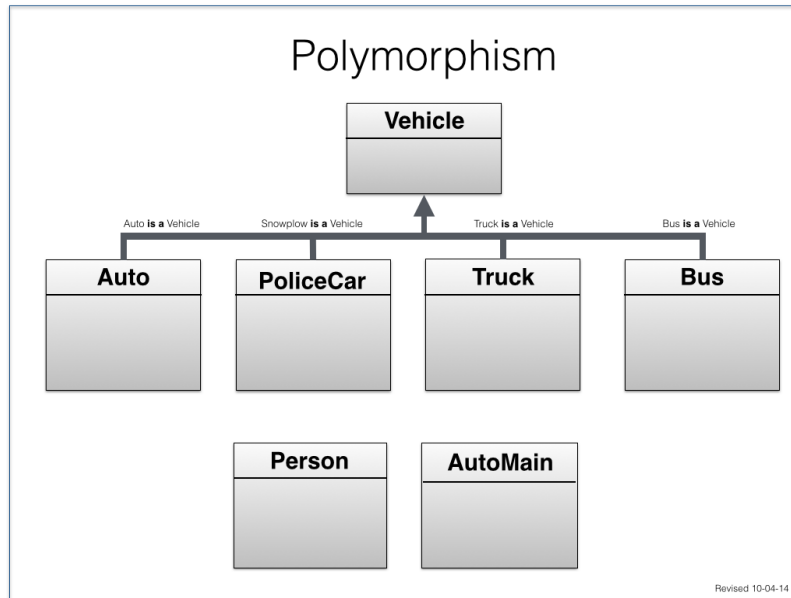 Polymorphism
Vehicle
Auto is a Vehicle
Snowplow is a Vehicle
Truck is a Vehicle
Bus is a Vehicle
Auto
PoliceCar
Truck
Bus
Person
AutoMain
Revised 10-04-14